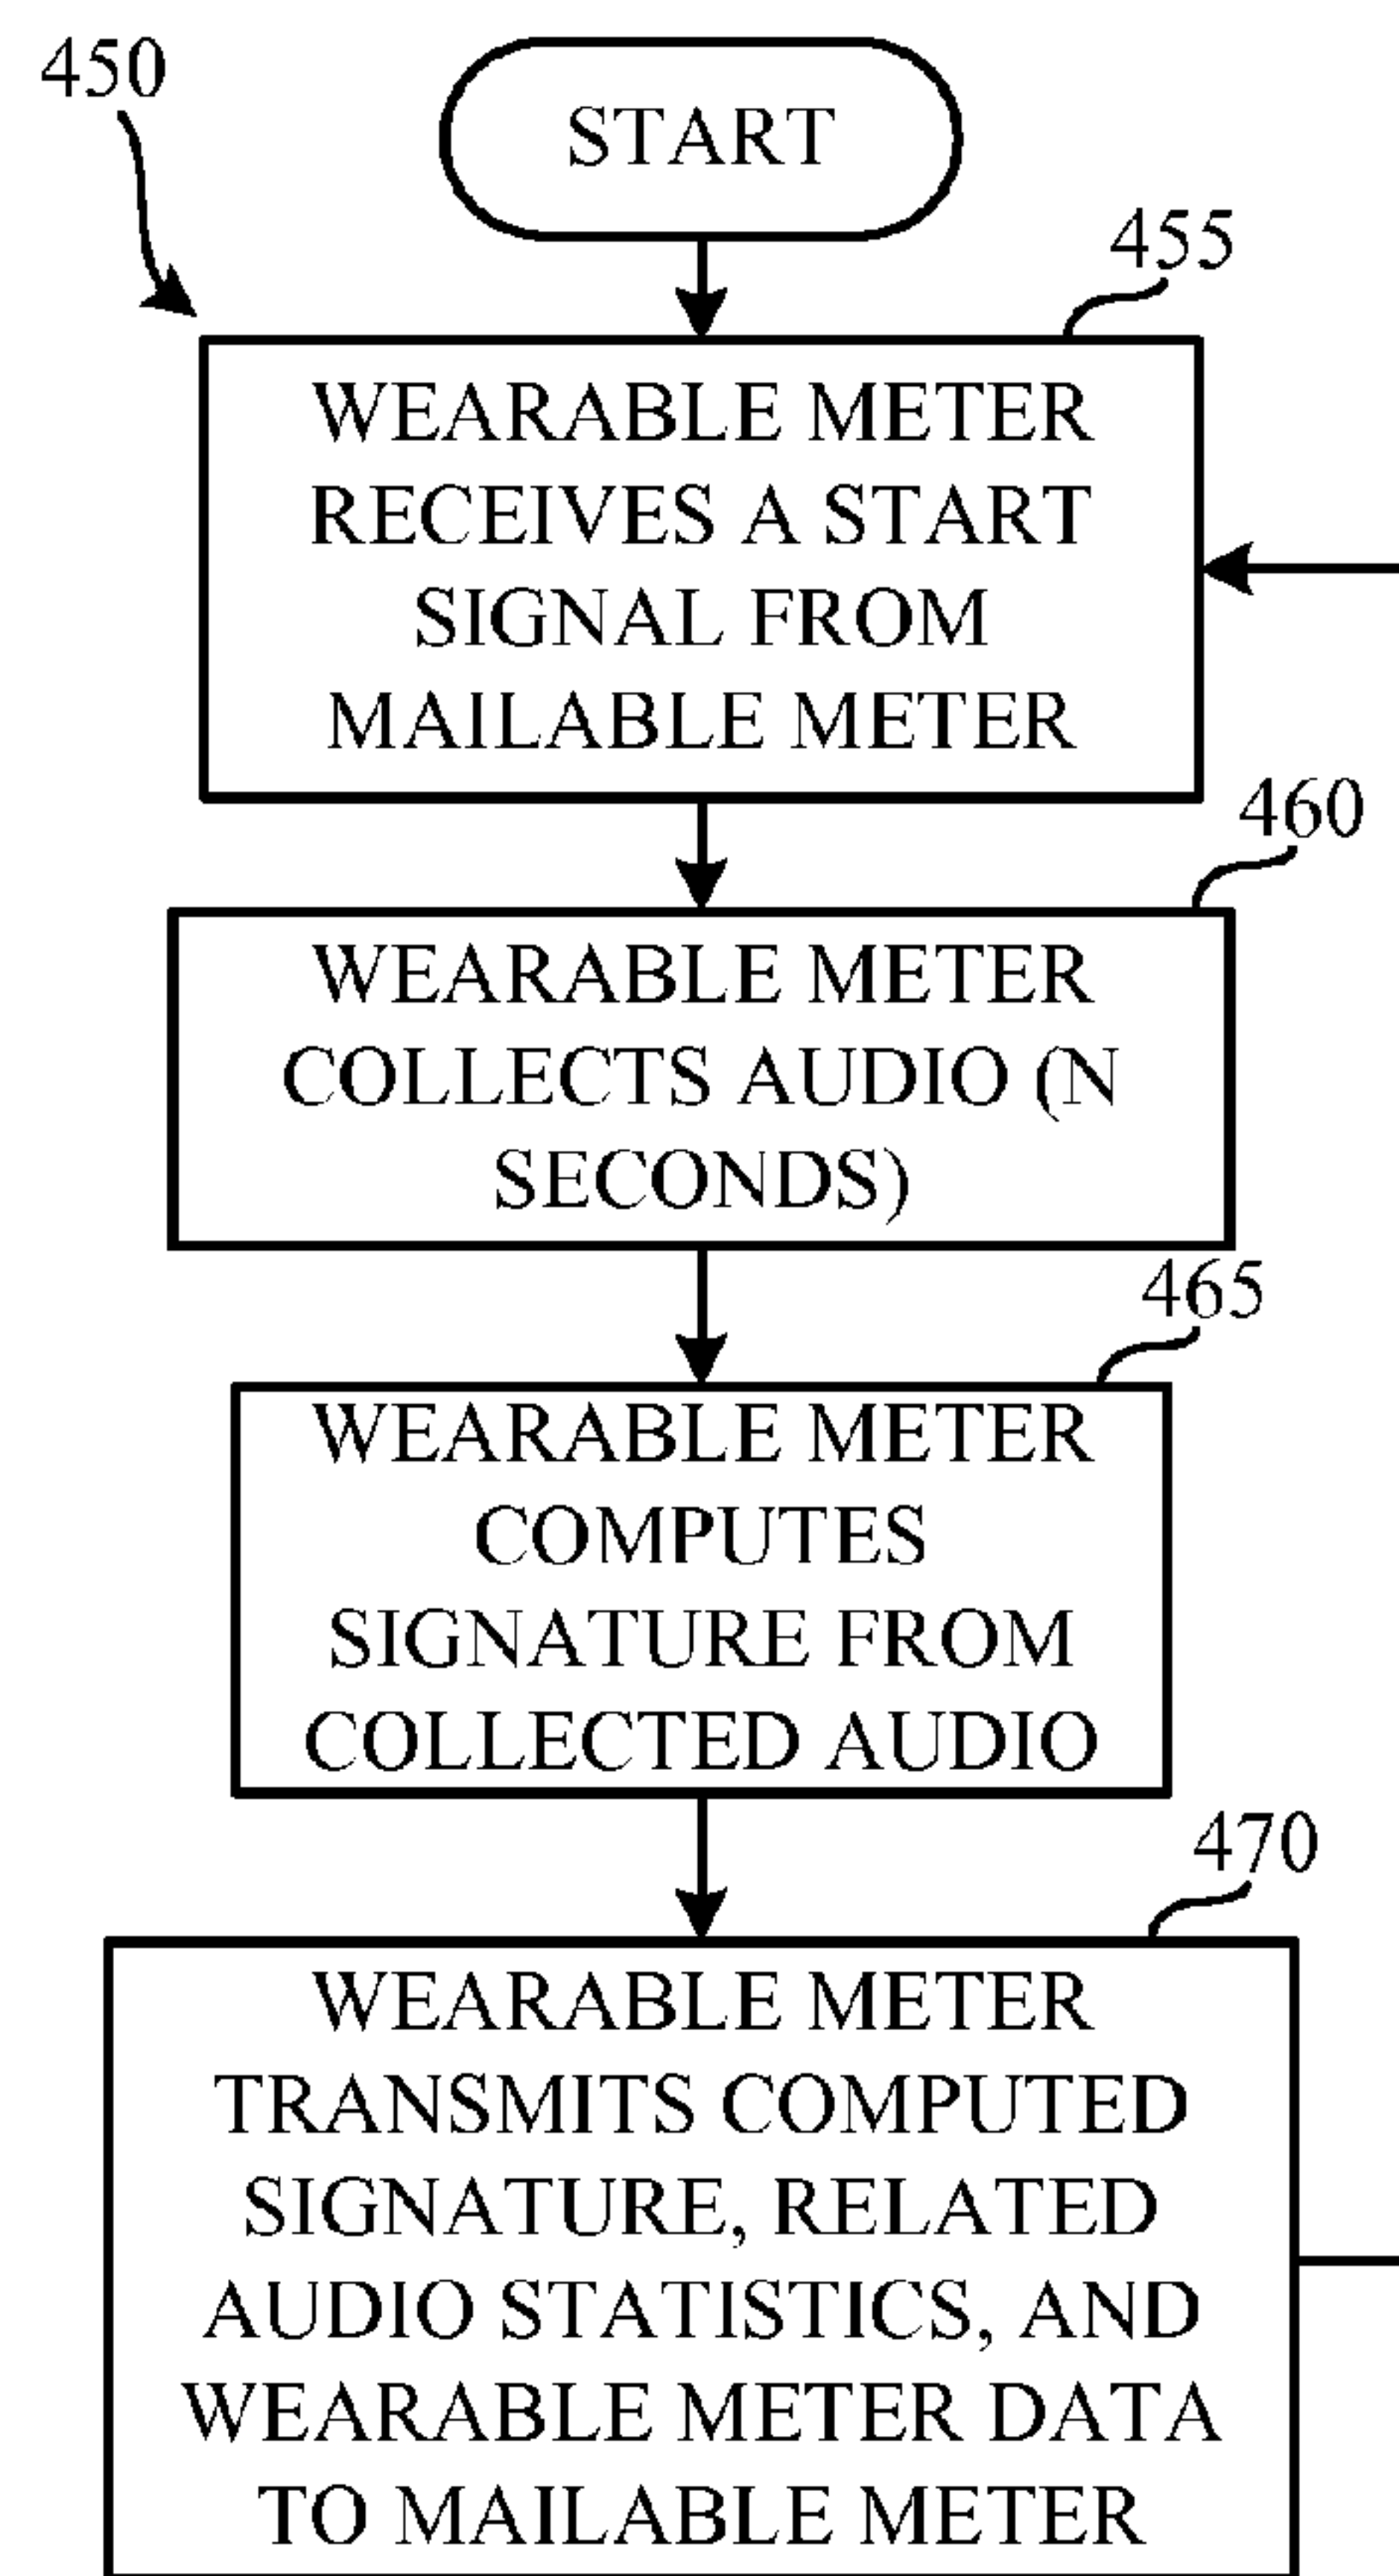 450
START
455
WEARABLE METER
RECEIVES A START
SIGNAL FROM
MAILABLE METER
460
WEARABLE METER
COLLECTS AUDIO (N
SECONDS)
465
WEARABLE METER
COMPUTES
SIGNATURE FROM
COLLECTED AUDIO
470
WEARABLE METER
TRANSMITS COMPUTED
SIGNATURE, RELATED
AUDIO STATISTICS, AND
WEARABLE METER DATA
TO MAILABLE METER